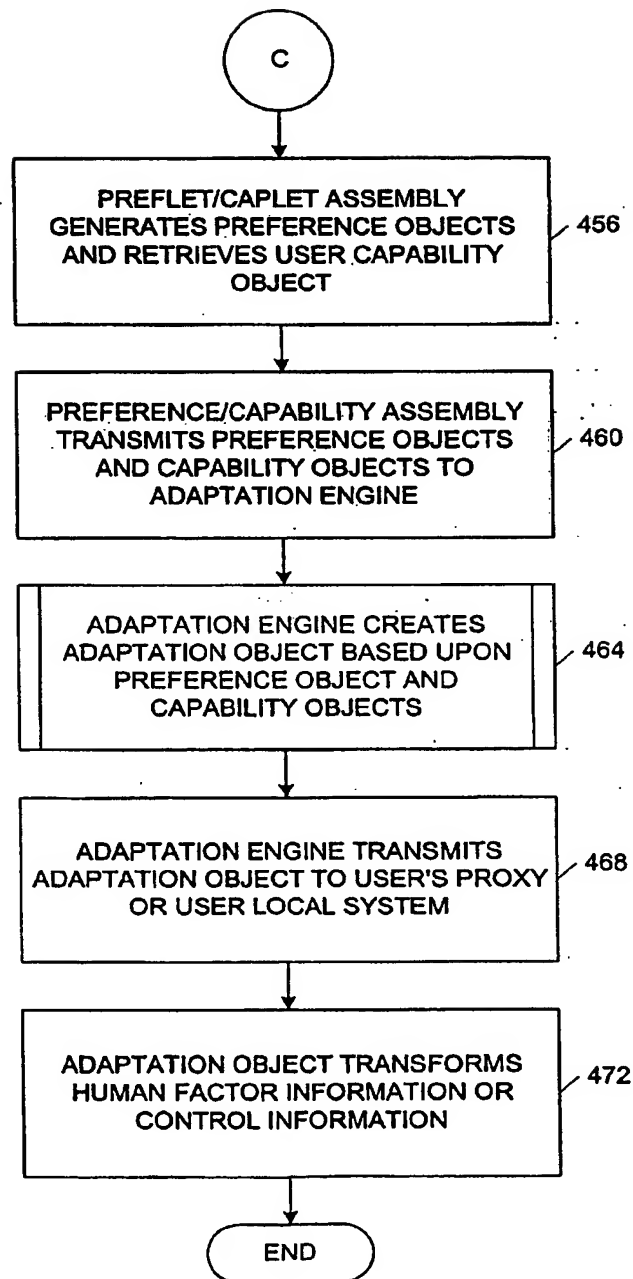 C
PREFLET/CAPLET ASSEMBLY
GENERATES PREFERENCE OBJECTS
AND RETRIEVES USER CAPABILITY
OBJECT
456
PREFERENCE/CAPABILITY ASSEMBLY
TRANSMITS PREFERENCE OBJECTS
AND CAPABILITY OBJECTS TO
ADAPTATION ENGINE
460
ADAPTATION ENGINE CREATES
ADAPTATION OBJECT BASED UPON
PREFERENCE OBJECT AND
CAPABILITY OBJECTS
464
ADAPTATION ENGINE TRANSMITS
ADAPTATION OBJECT TO USER'S PROXY
OR USER LOCAL SYSTEM
468
ADAPTATION OBJECT TRANSFORMS
HUMAN FACTOR INFORMATION OR
CONTROL INFORMATION
472
END